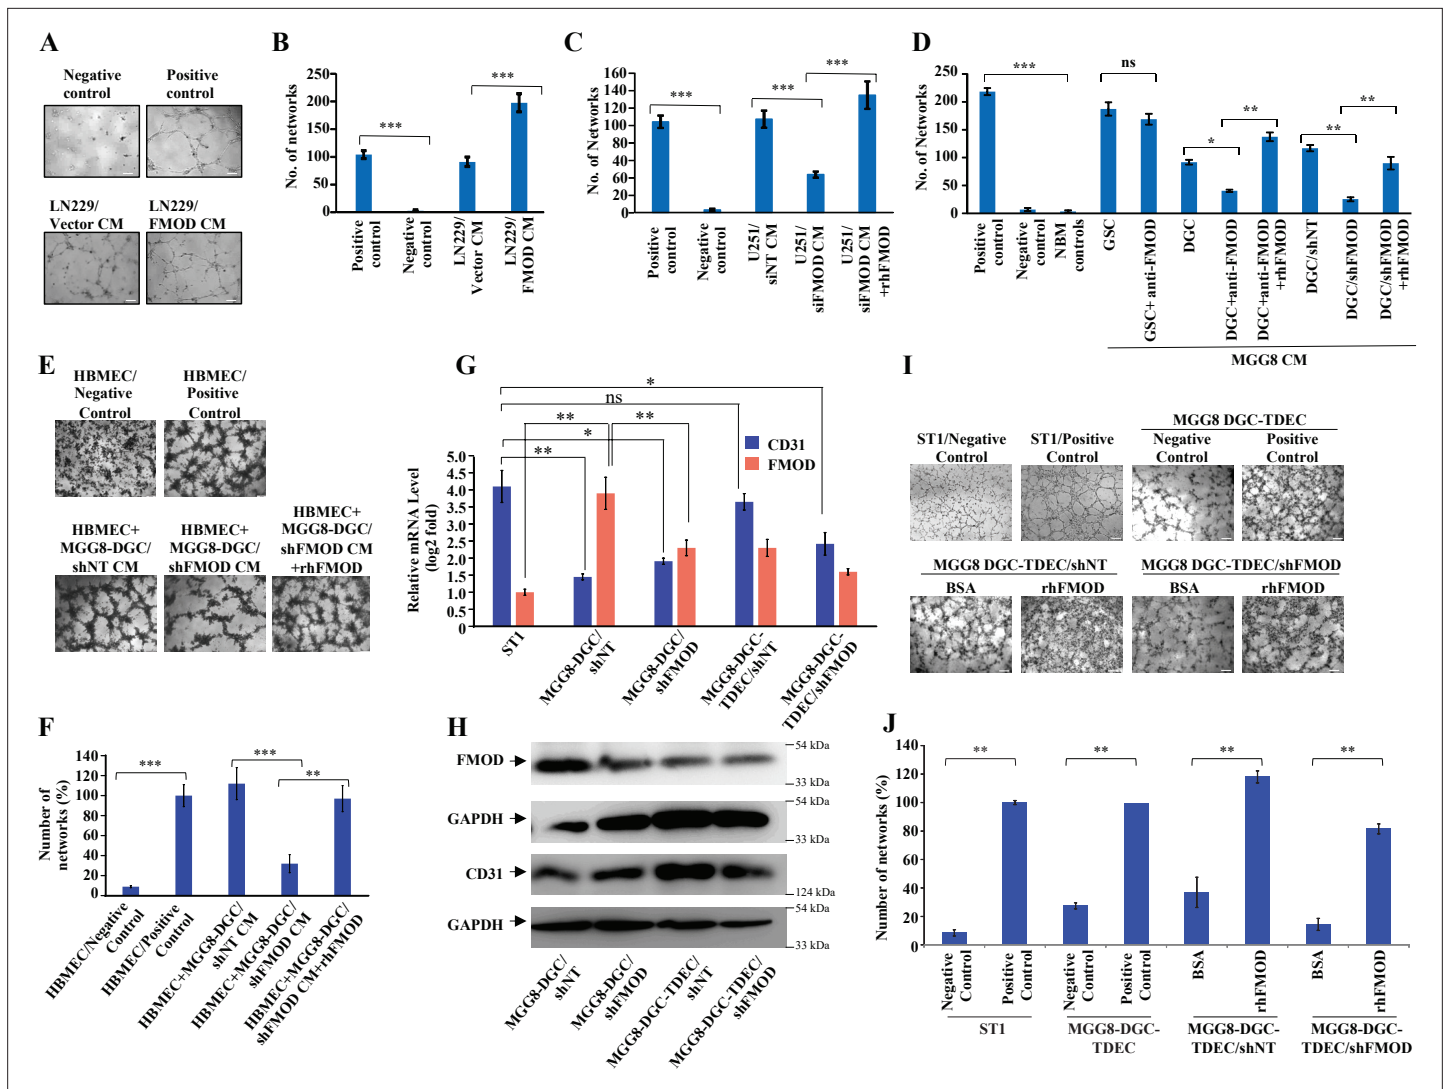 A
Negative
control
Positive
control
LN229/
Vector CM
LN229/
FMOD CM
B
No. of networks
250
200
150
100
50
0
***
***
Positive
control
Negative
control
LN229/
Vector CM
LN229/
FMOD CM
C
No. of Networks
160
140
120
100
80
60
40
20
0
***
***
***
Positive
control
Negative
control
U251/
siNT CM
U251/
siFMOD CM
U251/
siFMOD CM
+rhFMOD
D
No. of Networks
250
200
150
100
50
0
***
ns
*
**
**
**
Positive
control
Negative
control
NBM
controls
GSC
GSC+ anti-FMOD
DGC
DGC+anti-FMOD
DGC+anti-FMOD
+rhFMOD
DGC/shNT
DGC/shFMOD
DGC/shFMOD
+rhFMOD
MGG8 CM
E
HBMEC/
Negative
Control
HBMEC/
Positive
Control
HBMEC+
MGG8-DGC/
shNT CM
HBMEC+
MGG8-DGC/
shFMOD CM
HBMEC+
MGG8-DGC/
shFMOD CM
+rhFMOD
F
Number of
networks (%)
140
120
100
80
60
40
20
0
***
***
**
HBMEC/Negative
Control
HBMEC/Positive
Control
HBMEC+MGG8-DGC/
shNT CM
HBMEC+MGG8-DGC/
shFMOD CM
HBMEC+MGG8-DGC/
shFMOD CM+rhFMOD
G
Relative mRNA Level
(log2 fold)
5.0
4.5
4.0
3.5
3.0
2.5
2.0
1.5
1.0
0.5
0
*
ns
**
**
*
**
CD31
FMOD
ST1
MGG8-DGC/
shNT
MGG8-DGC/
shFMOD
MGG8-DGC-
TDEC/shNT
MGG8-DGC-
TDEC/shFMOD
H
FMOD
54 kDa
33 kDa
GAPDH
54 kDa
33 kDa
CD31
124 kDa
GAPDH
54 kDa
33 kDa
MGG8-DGC/
shNT
MGG8-DGC/
shFMOD
MGG8-DGC-TDEC/
shNT
MGG8-DGC-TDEC/
shFMOD
I
MGG8 DGC-TDEC
ST1/Negative
Control
ST1/Positive
Control
Negative
Control
Positive
Control
MGG8 DGC-TDEC/shNT
MGG8 DGC-TDEC/shFMOD
BSA
rhFMOD
BSA
rhFMOD
J
Number of networks (%)
140
120
100
80
60
40
20
0
**
**
**
**
Negative
Control
Positive
Control
Negative
Control
Positive
Control
BSA
rhFMOD
BSA
rhFMOD
ST1
MGG8-DGC-
TDEC
MGG8-DGC-
TDEC/shNT
MGG8-DGC-
TDEC/shFMOD